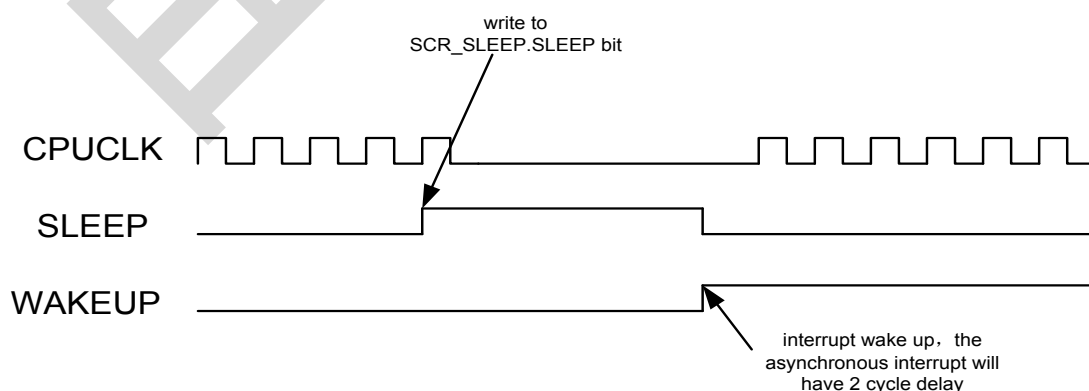 write to
SCR_SLEEP.SLEEP bit
CPUCLK
SLEEP
WAKEUP
interrupt wake up，the
asynchronous interrupt will
have 2 cycle delay